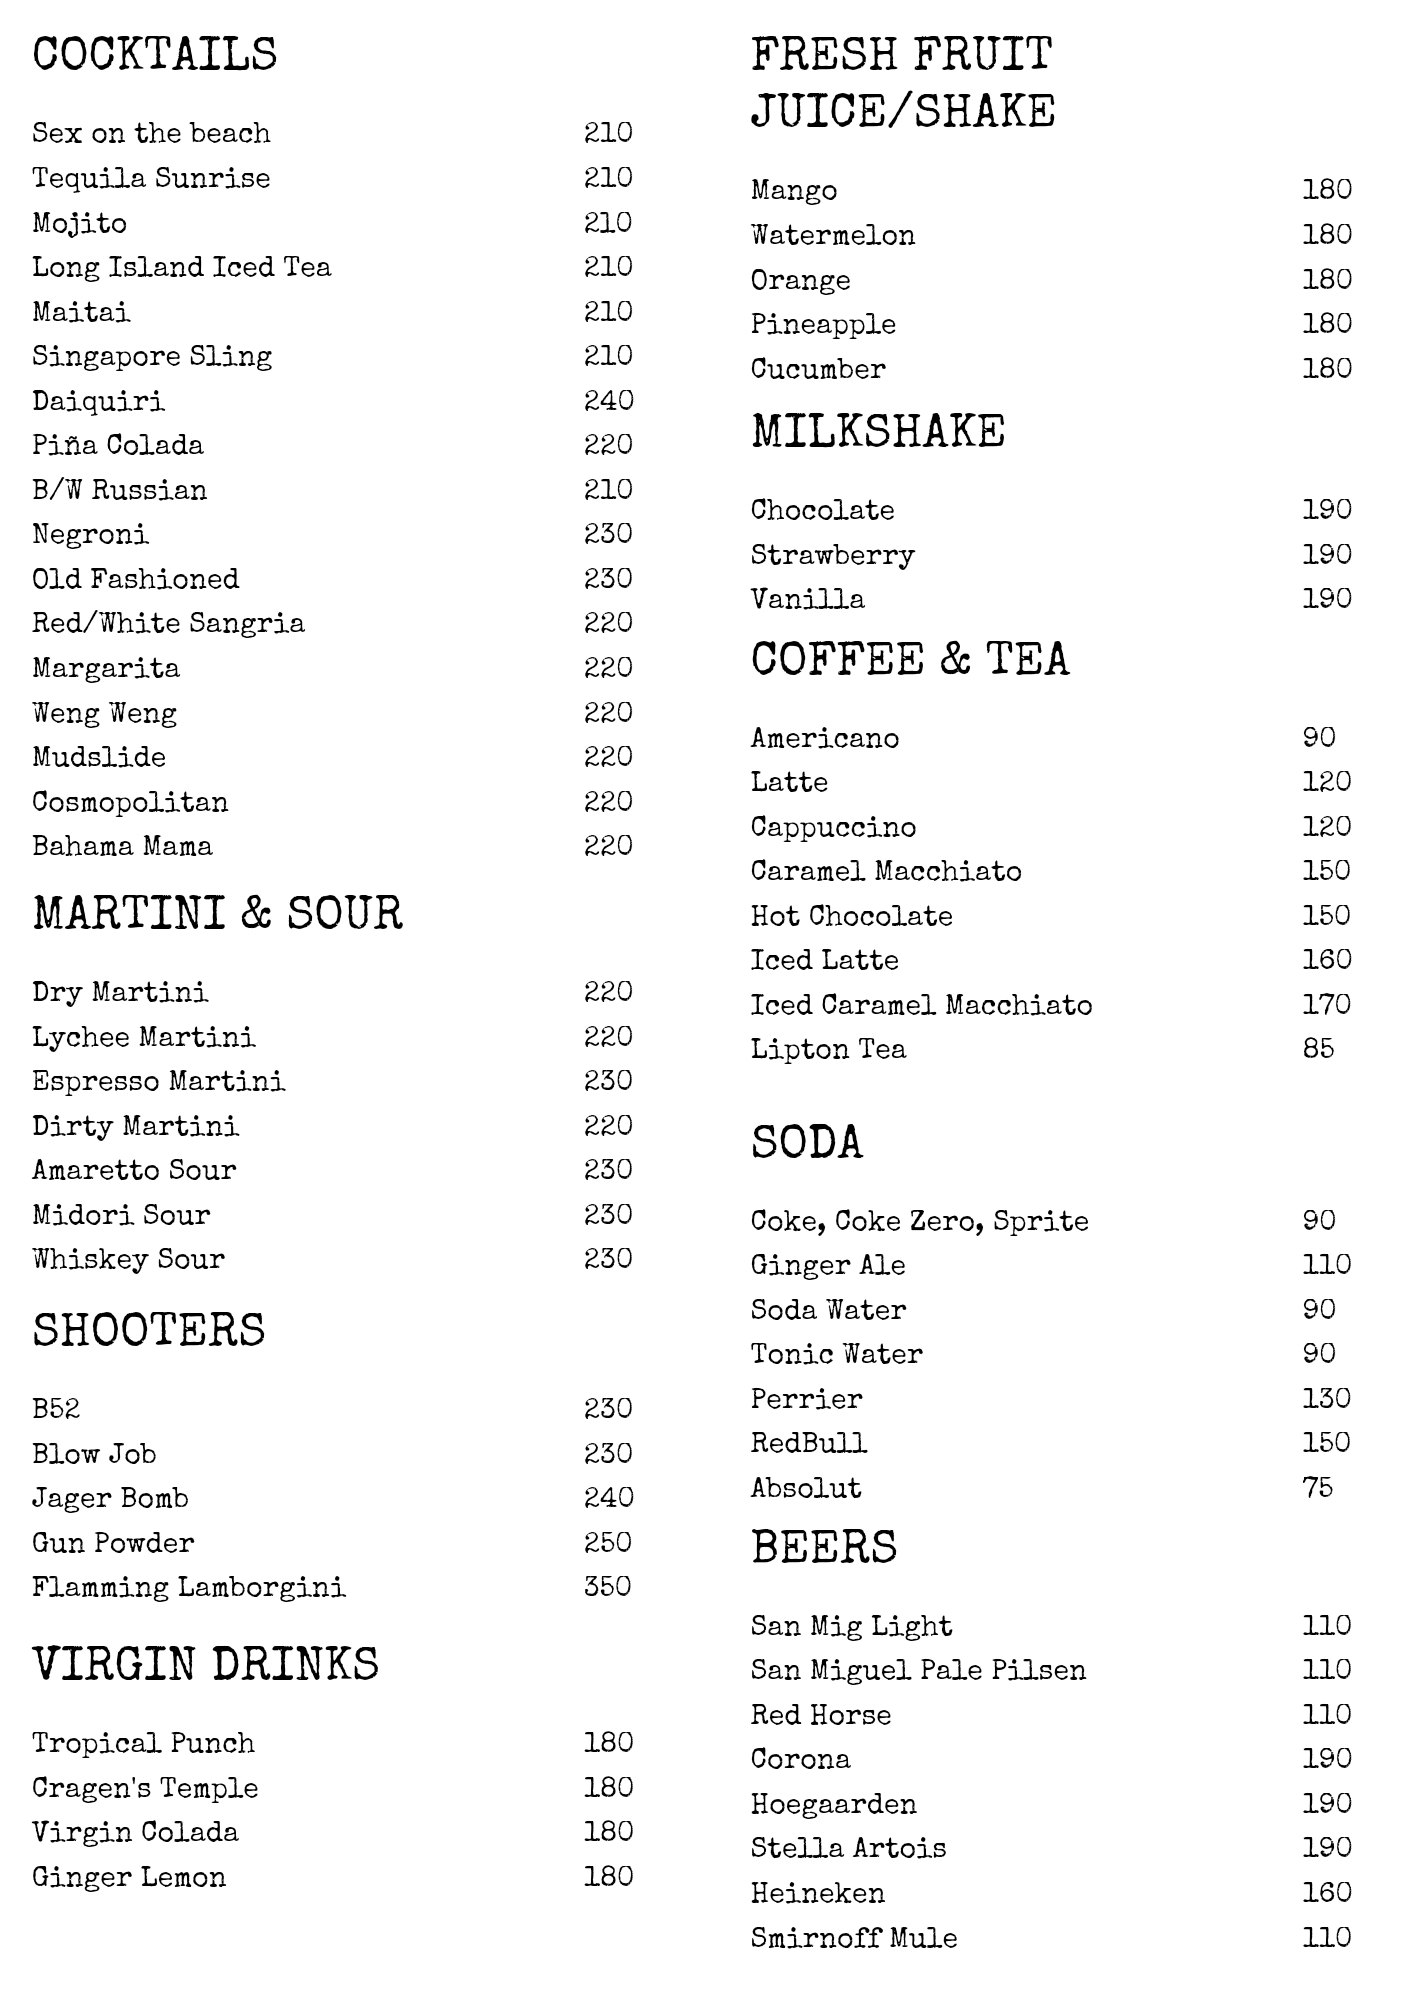 COCKTAILS
Sex on the beach 210
Tequila Sunrise 210
Mojito 210
Long Island Iced Tea 210
Maitai 210
Singapore Sling 210
Daiquiri 240
Piña Colada 220
B/W Russian 210
Negroni 230
Old Fashioned 230
Red/White Sangria 220
Margarita 220
Weng Weng 220
Mudslide 220
Cosmopolitan 220
Bahama Mama 220
MARTINI & SOUR
Dry Martini 220
Lychee Martini 220
Espresso Martini 230
Dirty Martini 220
Amaretto Sour 230
Midori Sour 230
Whiskey Sour 230
SHOOTERS
B52 230
Blow Job 230
Jager Bomb 240
Gun Powder 250
Flamming Lamborgini 350
VIRGIN DRINKS
Tropical Punch 180
Cragen's Temple 180
Virgin Colada 180
Ginger Lemon 180
FRESH FRUIT
JUICE/SHAKE
Mango 180
Watermelon 180
Orange 180
Pineapple 180
Cucumber 180
MILKSHAKE
Chocolate 190
Strawberry 190
Vanilla 190
COFFEE & TEA
Americano 90
Latte 120
Cappuccino 120
Caramel Macchiato 150
Hot Chocolate 150
Iced Latte 160
Iced Caramel Macchiato 170
Lipton Tea 85
SODA
Coke, Coke Zero, Sprite 90
Ginger Ale 110
Soda Water 90
Tonic Water 90
Perrier 130
RedBull 150
Absolut 75
BEERS
San Mig Light 110
San Miguel Pale Pilsen 110
Red Horse 110
Corona 190
Hoegaarden 190
Stella Artois 190
Heineken 160
Smirnoff Mule 110